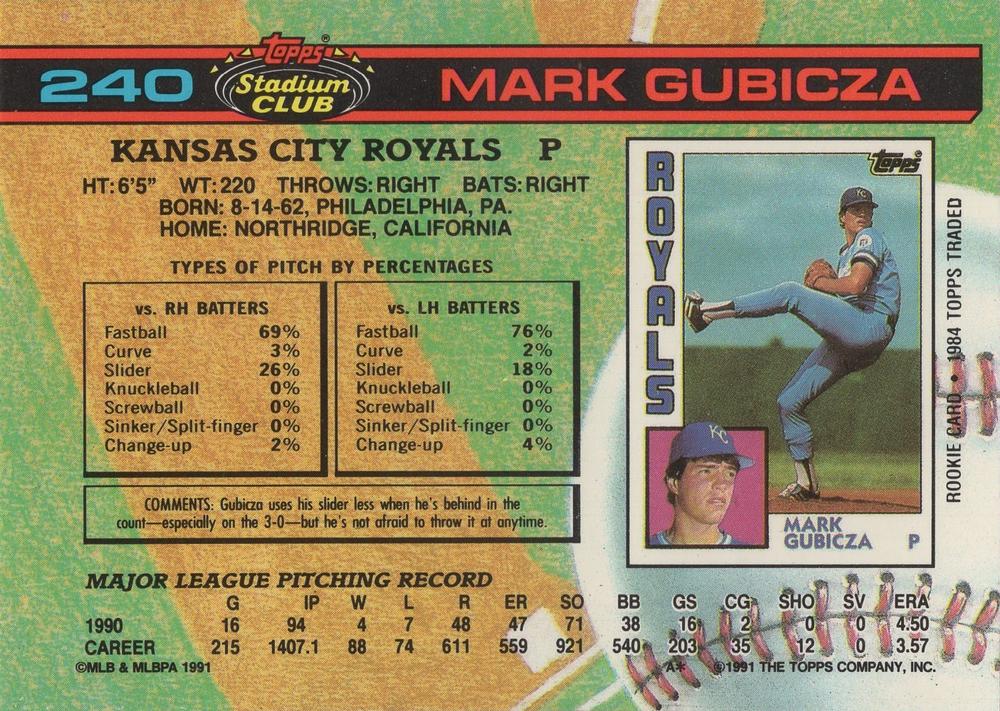 240 Topps® Stadium CLUB MARK GUBICZA
KANSAS CITY ROYALS P
HT: 6'5" WT: 220 THROWS: RIGHT BATS: RIGHT
BORN: 8-14-62, PHILADELPHIA, PA.
HOME: NORTHRIDGE, CALIFORNIA
TYPES OF PITCH BY PERCENTAGES
vs. RH BATTERS
Fastball 69%
Curve 3%
Slider 26%
Knuckleball 0%
Screwball 0%
Sinker/Split-finger 0%
Change-up 2%
vs. LH BATTERS
Fastball 76%
Curve 2%
Slider 18%
Knuckleball 0%
Screwball 0%
Sinker/Split-finger 0%
Change-up 4%
COMMENTS: Gubicza uses his slider less when he's behind in the
count—especially on the 3-0—but he's not afraid to throw it at anytime.
ROYALS
Topps®
KC
KC
MARK
GUBICZA P
ROOKIE CARD • 1984 TOPPS TRADED
MAJOR LEAGUE PITCHING RECORD
G IP W L R ER SO BB GS CG SHO SV ERA
1990 16 94 4 7 48 47 71 38 16 2 0 0 4.50
CAREER 215 1407.1 88 74 611 559 921 540 203 35 12 0 3.57
©MLB & MLBPA 1991 A* ©1991 THE TOPPS COMPANY, INC.